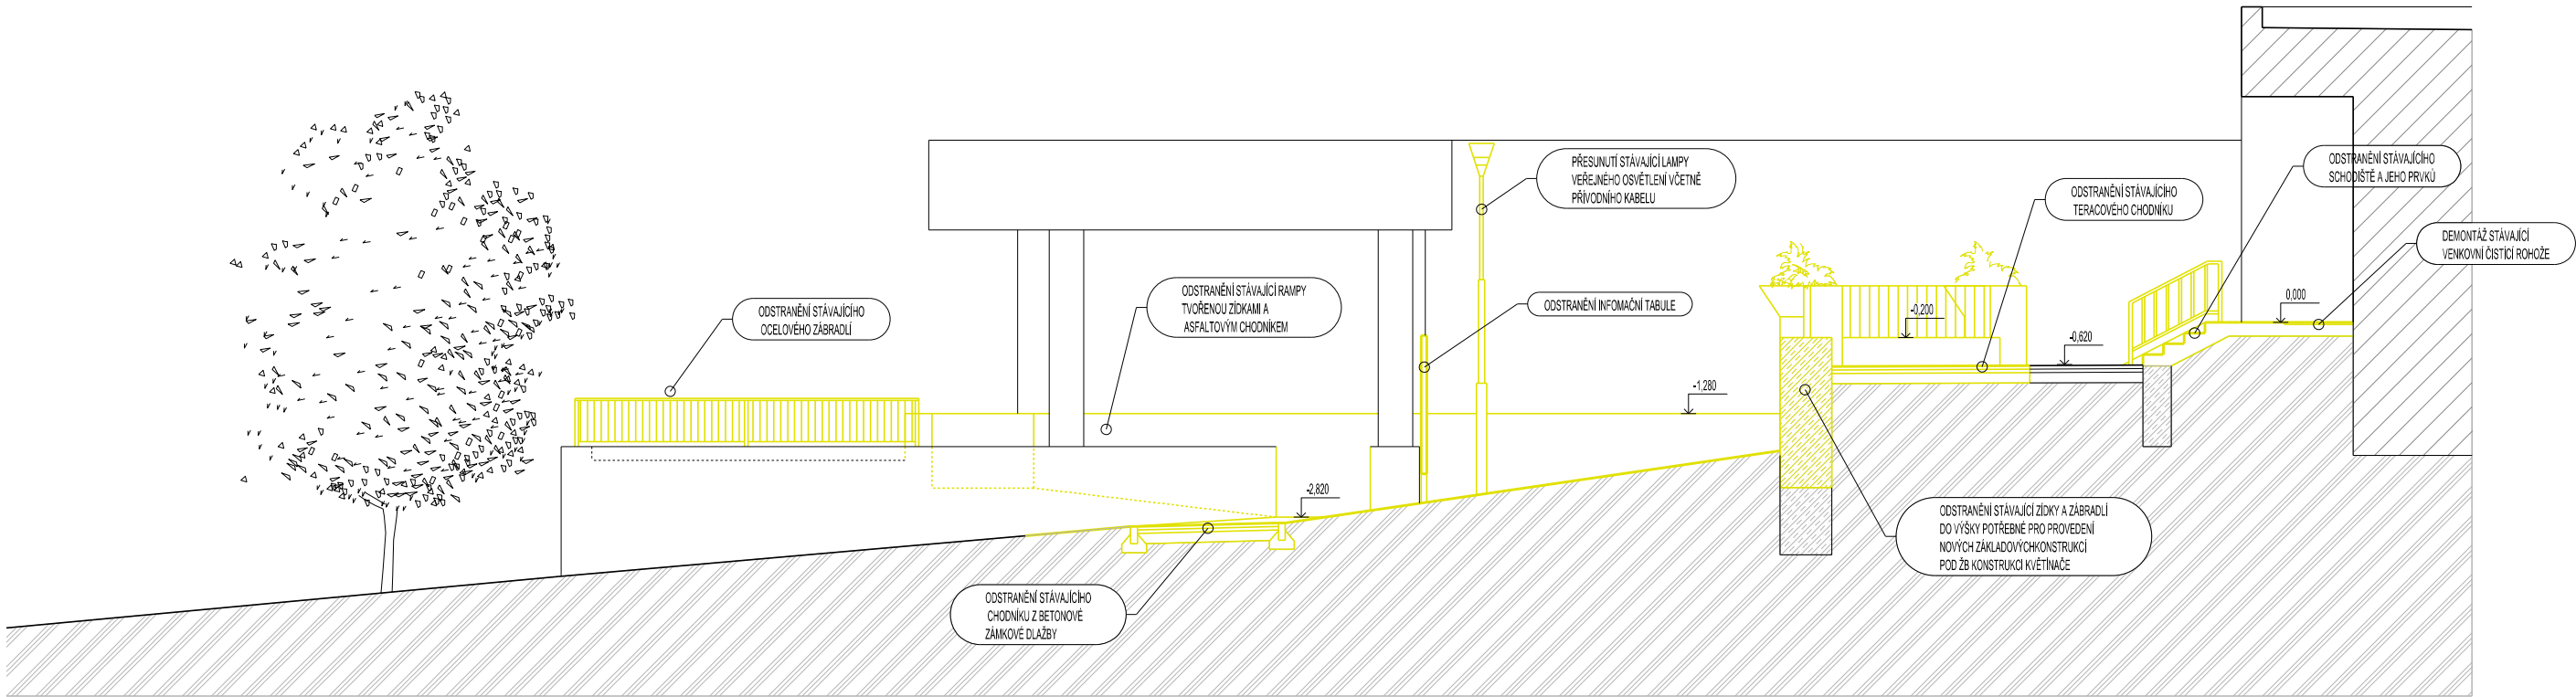 PŘESUNUTÍ STÁVAJÍCÍ LAMPY
VEŘEJNÉHO OSVĚTLENÍ VČETNĚ
PŘÍVODNÍHO KABELU
ODSTRANĚNÍ STÁVAJÍCÍHO
SCHODIŠTĚ A JEHO PRVKŮ
ODSTRANĚNÍ STÁVAJÍCÍHO
TERACOVÉHO CHODNÍKU
DEMONTÁŽ STÁVAJÍCÍ
VENKOVNÍ ČISTÍCÍ ROHOŽE
ODSTRANĚNÍ STÁVAJÍCÍ RAMPY
TVOŘENOU ZÍDKAMI A
ASFALTOVÝM CHODNÍKEM
ODSTRANĚNÍ INFOMAČNÍ TABULE
ODSTRANĚNÍ STÁVAJÍCÍHO
OCELOVÉHO ZÁBRADLÍ
0,000
-0,200
-0,620
-1,280
-2,820
ODSTRANĚNÍ STÁVAJÍCÍ ZÍDKY A ZÁBRADLÍ
DO VÝŠKY POTŘEBNÉ PRO PROVEDENÍ
NOVÝCH ZÁKLADOVÝCHKONSTRUKCÍ
POD ŽB KONSTRUKCI KVĚTINÁČE
ODSTRANĚNÍ STÁVAJÍCÍHO
CHODNÍKU Z BETONOVÉ
ZÁMKOVÉ DLAŽBY